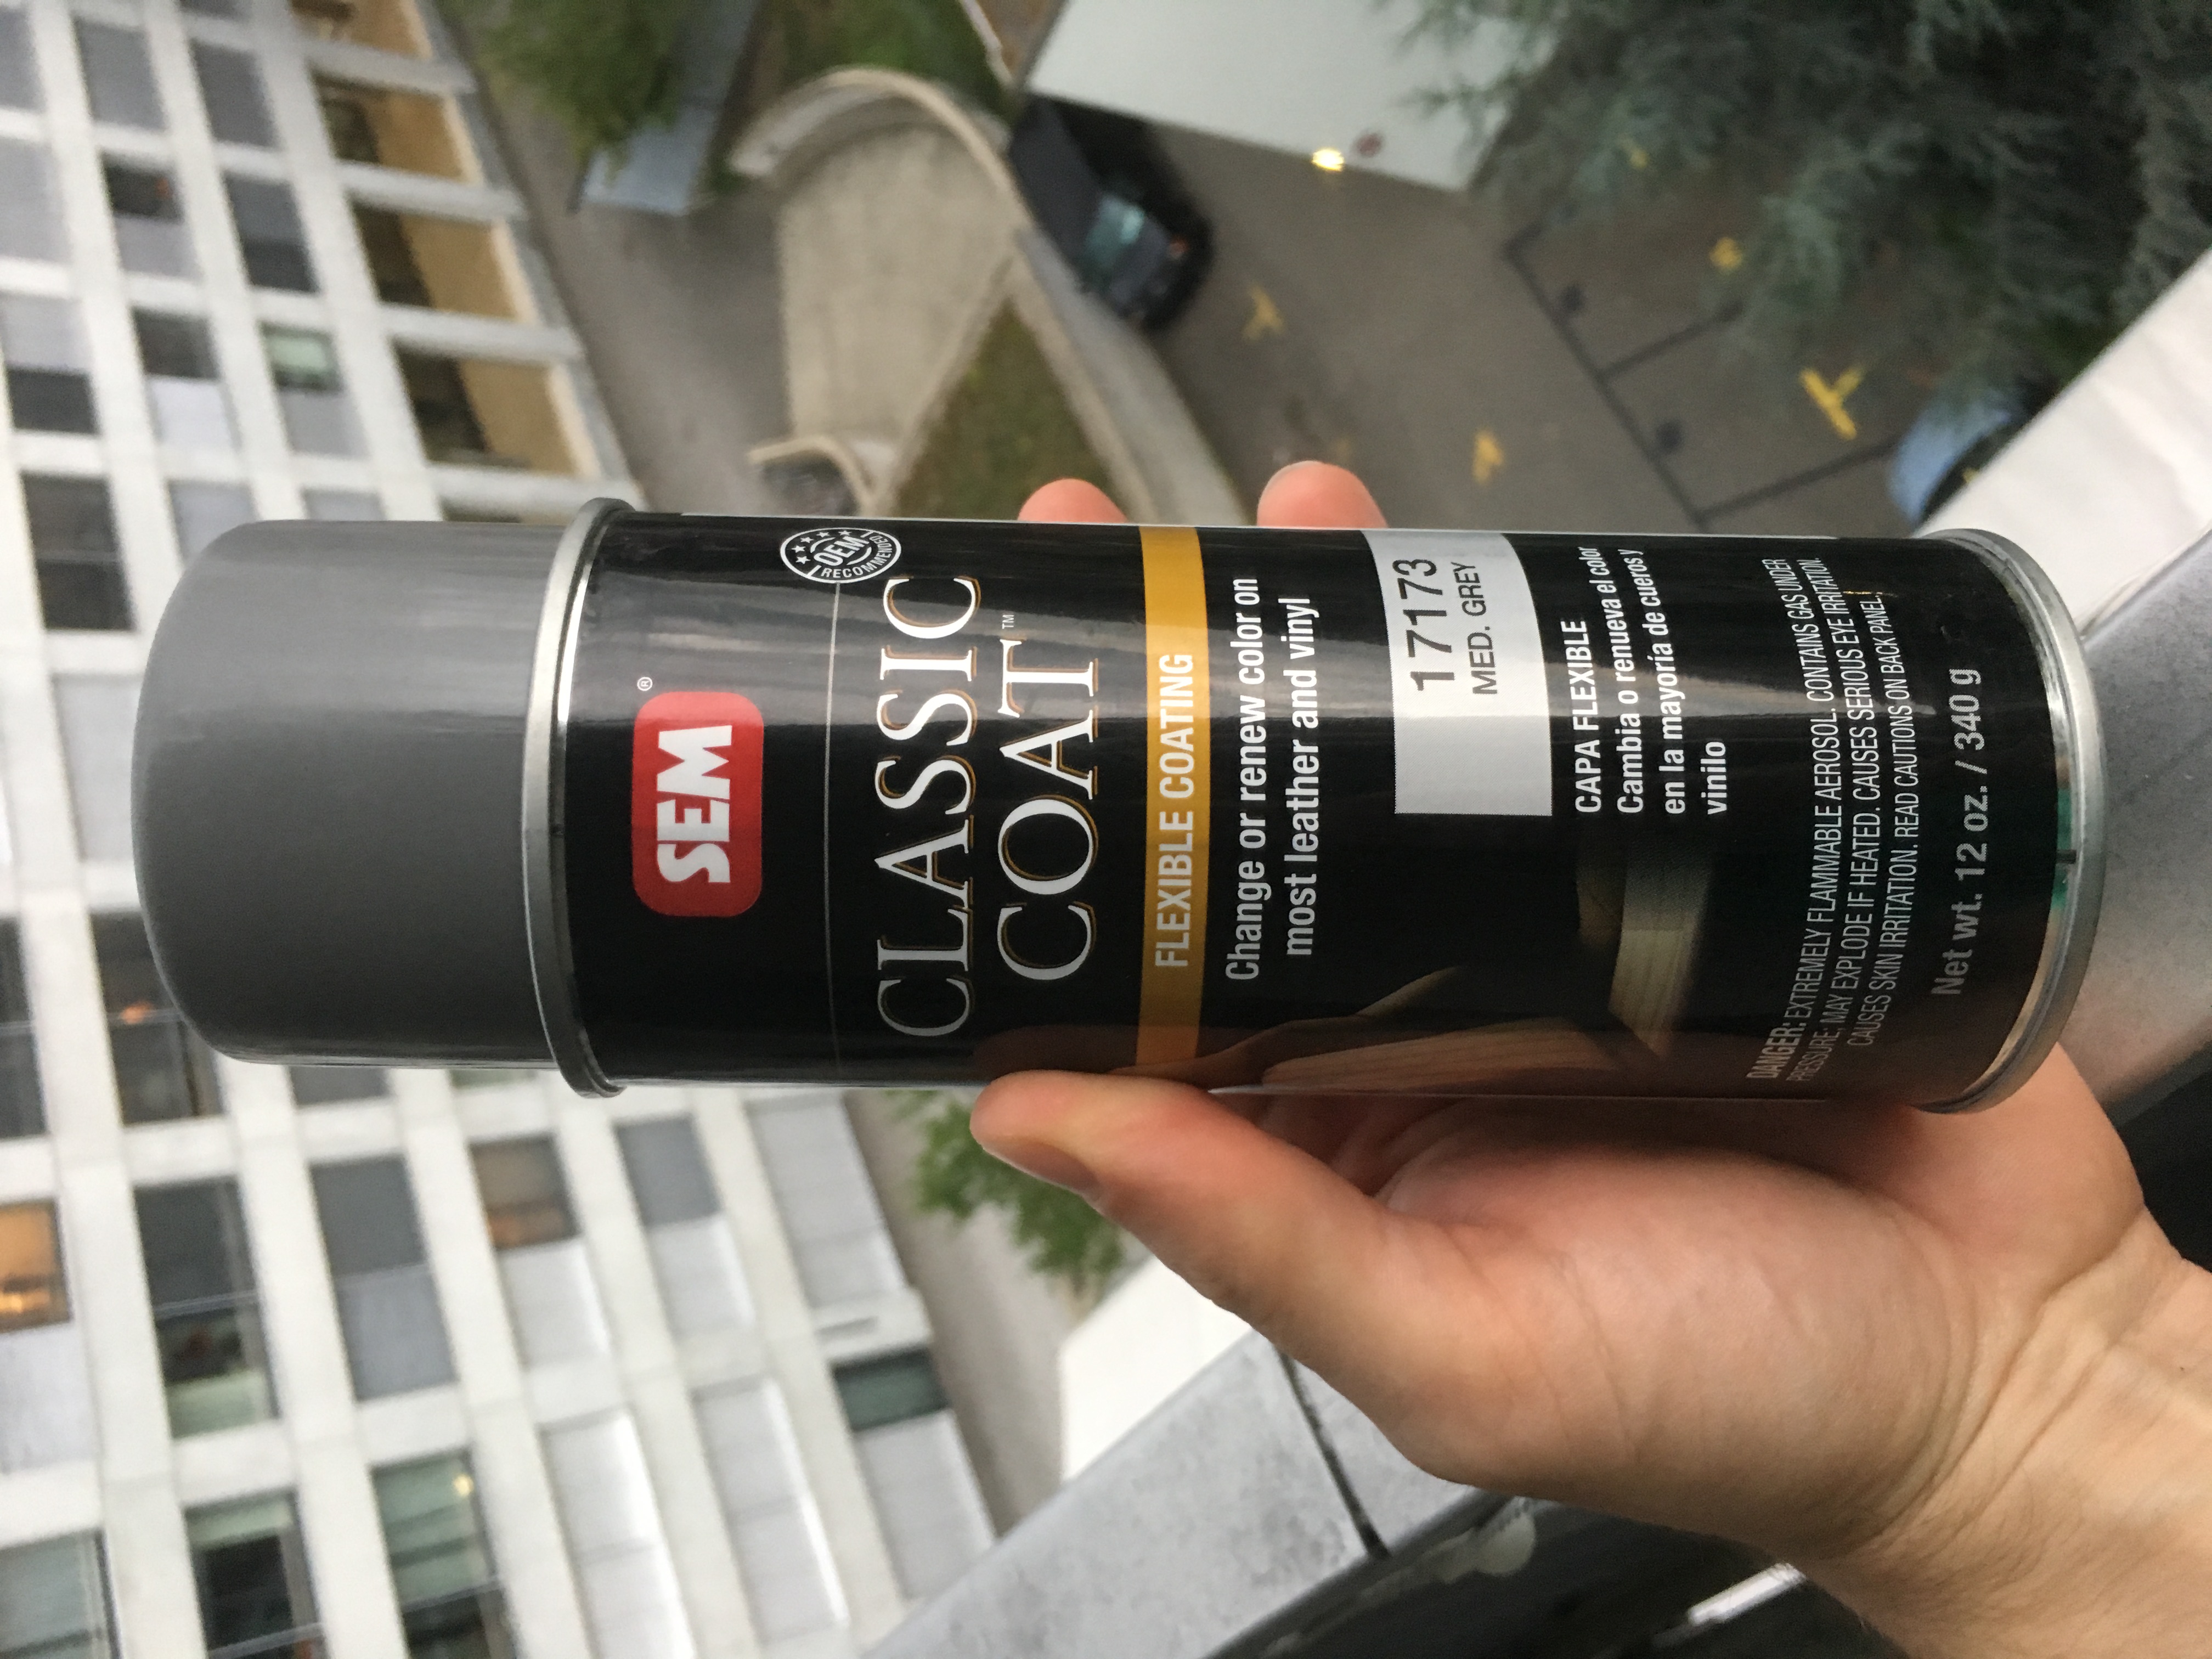 SEM®
OEM
RECOMMENDED
CLASSIC
COAT™
FLEXIBLE COATING
Change or renew color on
most leather and vinyl
17173
MED. GREY
CAPA FLEXIBLE
Cambia o renueva el color
en la mayoría de cueros y
vinilo
DANGER: EXTREMELY FLAMMABLE AEROSOL. CONTAINS GAS UNDER
PRESSURE; MAY EXPLODE IF HEATED. CAUSES SERIOUS EYE IRRITATION.
CAUSES SKIN IRRITATION. READ CAUTIONS ON BACK PANEL.
Net wt. 12 oz. / 340 g